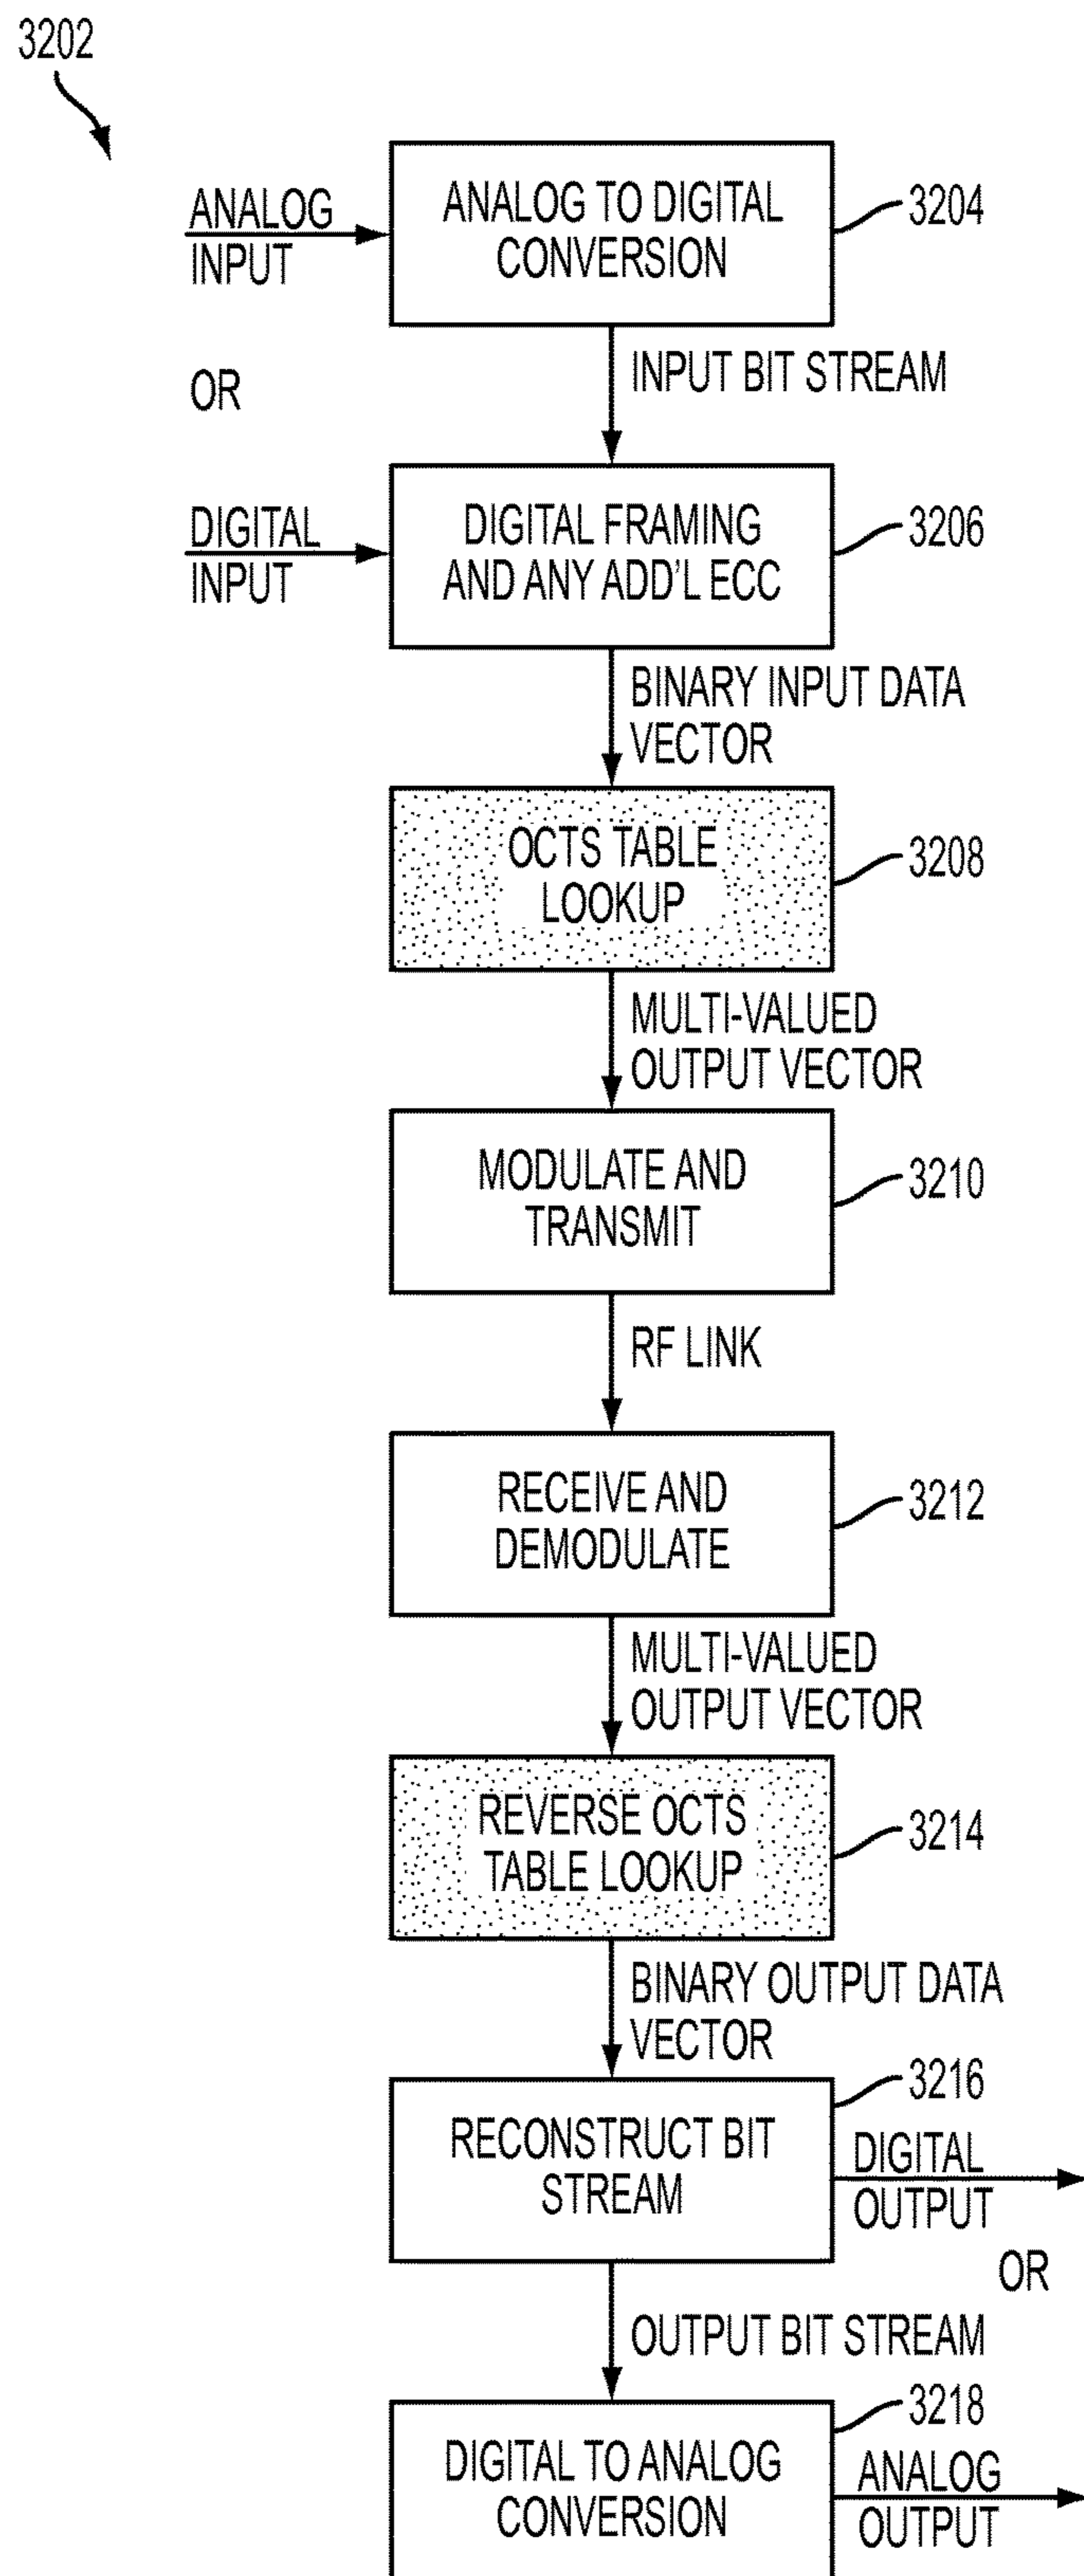 3202
ANALOG
INPUT
ANALOG TO DIGITAL
CONVERSION
3204
INPUT BIT STREAM
OR
DIGITAL
INPUT
DIGITAL FRAMING
AND ANY ADD'L ECC
3206
BINARY INPUT DATA
VECTOR
OCTS TABLE
LOOKUP
3208
MULTI-VALUED
OUTPUT VECTOR
MODULATE AND
TRANSMIT
3210
RF LINK
RECEIVE AND
DEMODULATE
3212
MULTI-VALUED
OUTPUT VECTOR
REVERSE OCTS
TABLE LOOKUP
3214
BINARY OUTPUT DATA
VECTOR
3216
RECONSTRUCT BIT
STREAM
DIGITAL
OUTPUT
OR
OUTPUT BIT STREAM
3218
DIGITAL TO ANALOG
CONVERSION
ANALOG
OUTPUT